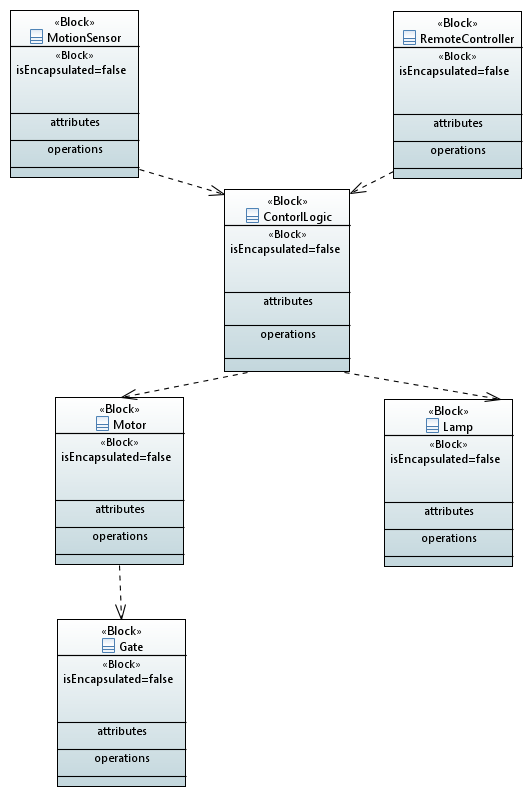 «Block»
MotionSensor
«Block»
isEncapsulated=false
attributes
operations
«Block»
RemoteController
«Block»
isEncapsulated=false
attributes
operations
«Block»
ContorlLogic
«Block»
isEncapsulated=false
attributes
operations
«Block»
Motor
«Block»
isEncapsulated=false
attributes
operations
«Block»
Lamp
«Block»
isEncapsulated=false
attributes
operations
«Block»
Gate
«Block»
isEncapsulated=false
attributes
operations